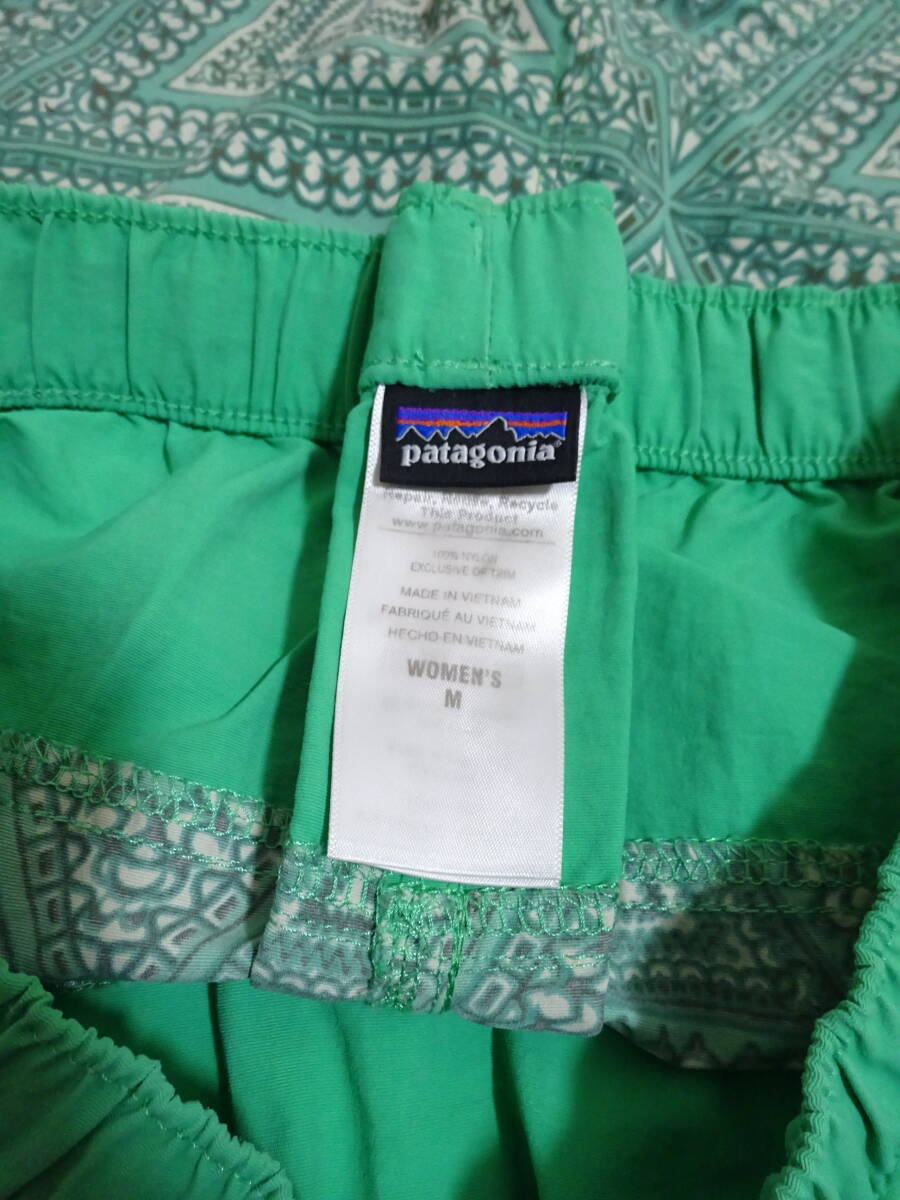 patagonia®
Repair, Reuse, Recycle
This Product
www.patagonia.com
100% NYLON
EXCLUSIVE OF TRIM
MADE IN VIETNAM
FABRIQUÉ AU VIETNAM
HECHO EN VIETNAM
WOMEN'S
M